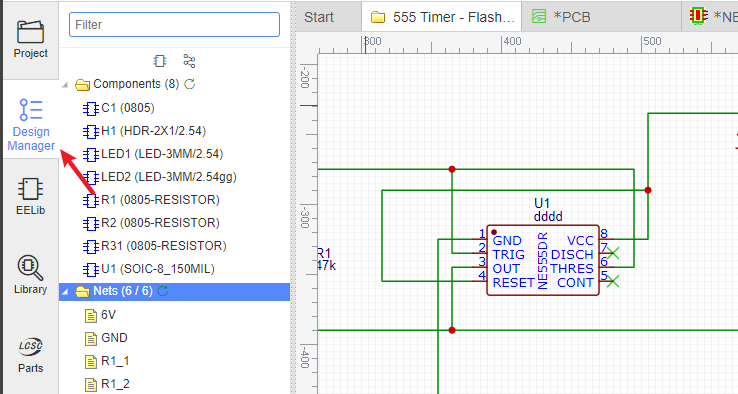 Start
555 Timer - Flash…
*PCB
*NE
Project
Design
Manager
EELib
Library
LCSC
Parts
Filter
Components (8)
C1 (0805)
H1 (HDR-2X1/2.54)
LED1 (LED-3MM/2.54)
LED2 (LED-3MM/2.54gg)
R1 (0805-RESISTOR)
R2 (0805-RESISTOR)
R31 (0805-RESISTOR)
U1 (SOIC-8_150MIL)
Nets (6 / 6)
6V
GND
R1_1
R1_2
300
400
500
-200
-300
-400
R1
47k
U1
dddd
1 GND VCC 8
2 TRIG DISCH 7
3 OUT THRES 6
4 RESET CONT 5
NE555DR